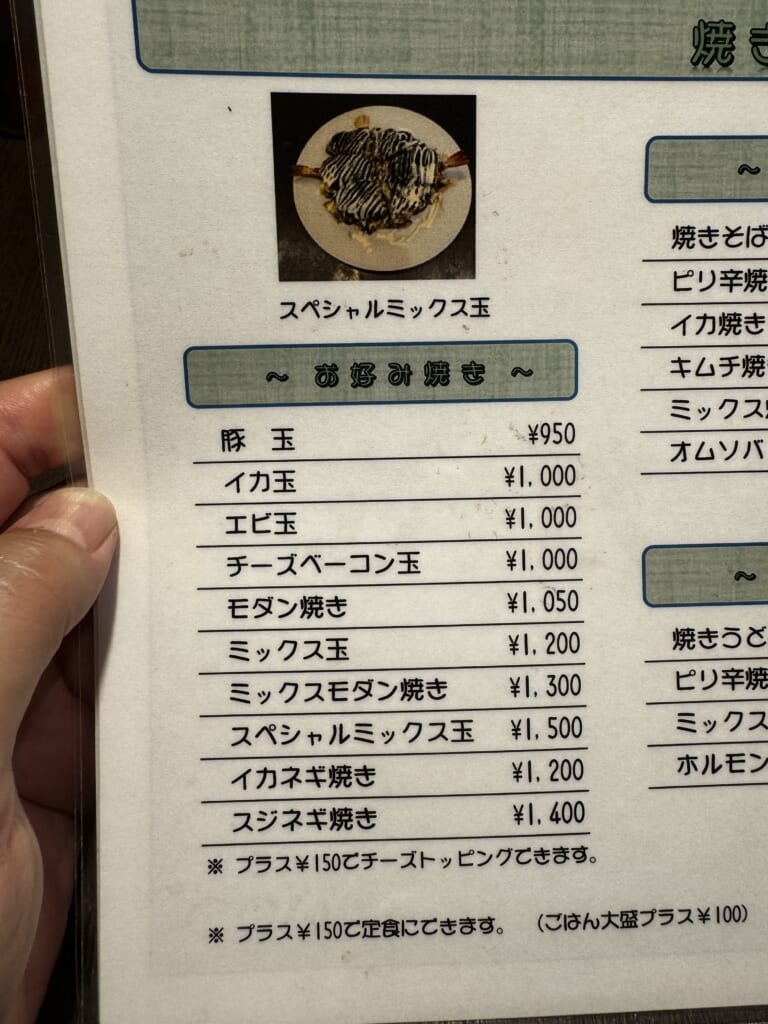 焼き
スペシャルミックス玉
～ お好み焼き ～
豚 玉 ¥950
イカ玉 ¥1,000
エビ玉 ¥1,000
チーズベーコン玉 ¥1,000
モダン焼き ¥1,050
ミックス玉 ¥1,200
ミックスモダン焼き ¥1,300
スペシャルミックス玉 ¥1,500
イカネギ焼き ¥1,200
スジネギ焼き ¥1,400
※ プラス¥150でチーズトッピングできます。
※ プラス¥150で定食にできます。 （ごはん大盛プラス¥100）
～
焼きそば
ピリ辛焼
イカ焼き
キムチ焼
ミックス
オムソバ
～
焼きうど
ピリ辛焼
ミックス
ホルモン